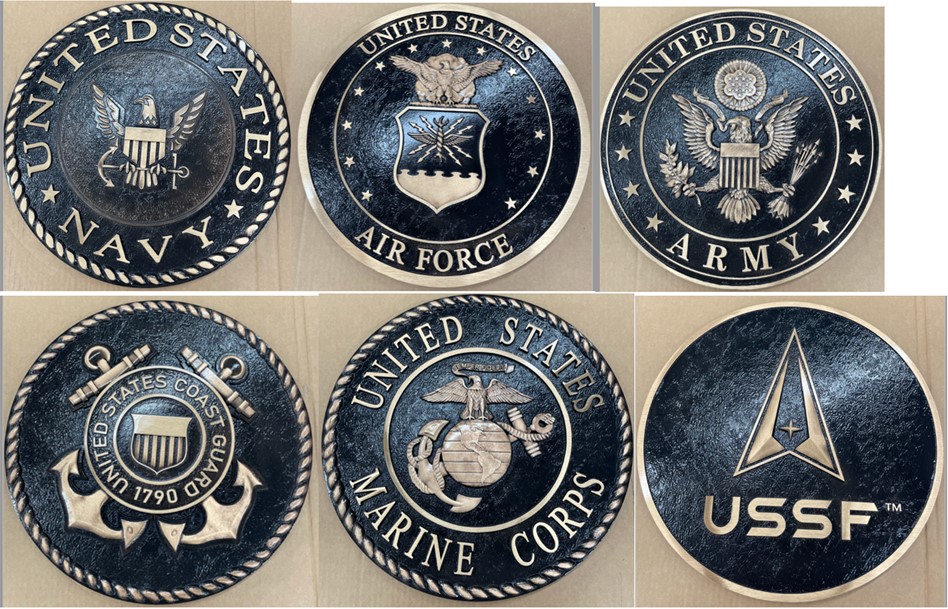 UNITED STATES
NAVY
UNITED STATES
AIR FORCE
UNITED STATES
ARMY
UNITED STATES COAST GUARD
1790
UNITED STATES
MARINE CORPS
USSF™